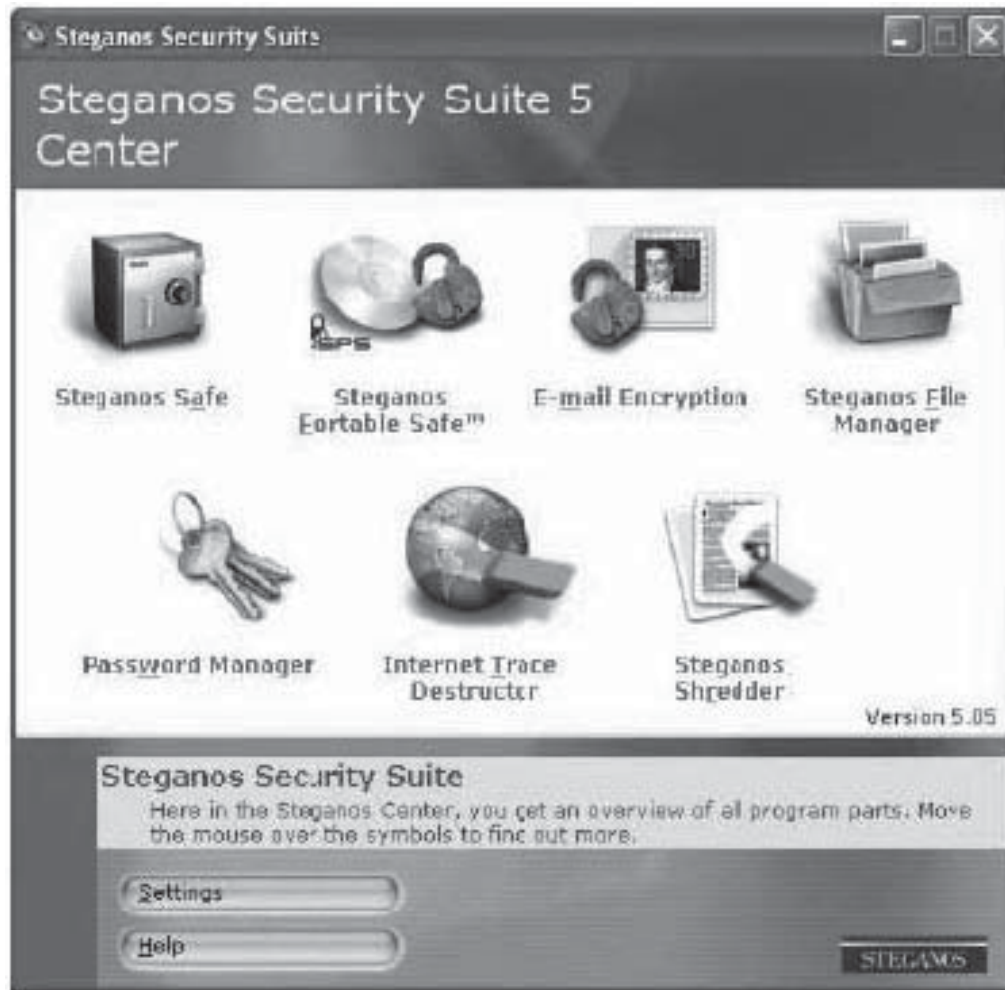 Steganos Security Suite
Steganos Security Suite 5
Center
Steganos Safe
Steganos
Portable Safe™
E-mail Encryption
Steganos File
Manager
SPS
Password Manager
Internet Trace
Destructor
Steganos
Shredder
Version 5.05
Steganos Security Suite
Here in the Steganos Center, you get an overview of all program parts. Move
the mouse over the symbols to find out more.
Settings
Help
STEGANOS